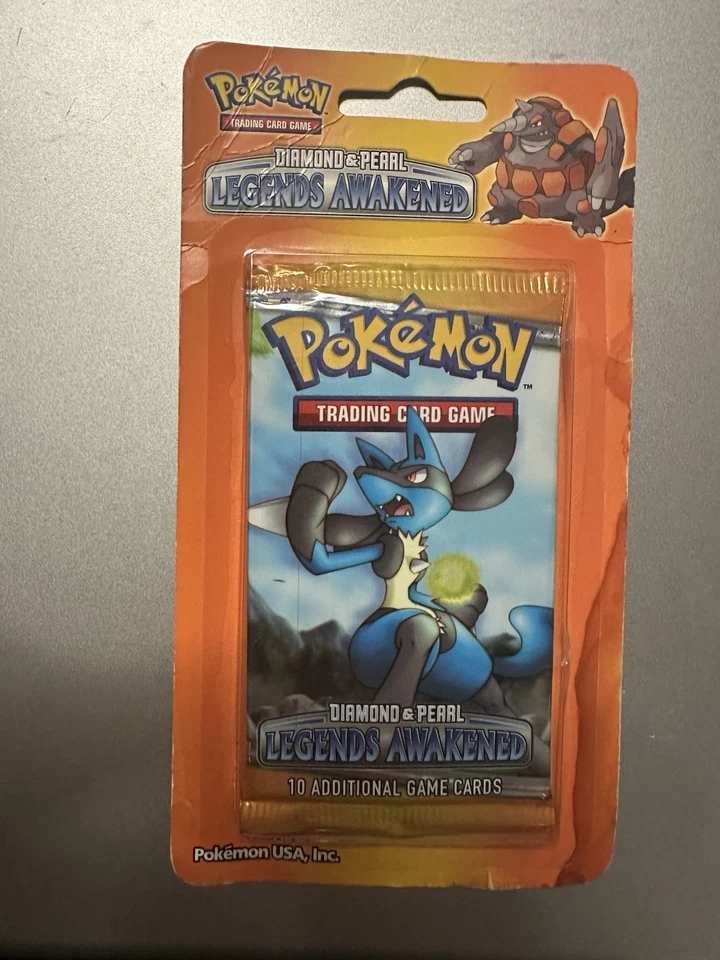 POKéMON
TRADING CARD GAME
DIAMOND & PEARL
LEGENDS AWAKENED
POKéMON™
TRADING CARD GAME
DIAMOND & PEARL
LEGENDS AWAKENED
10 ADDITIONAL GAME CARDS
Pokémon USA, Inc.